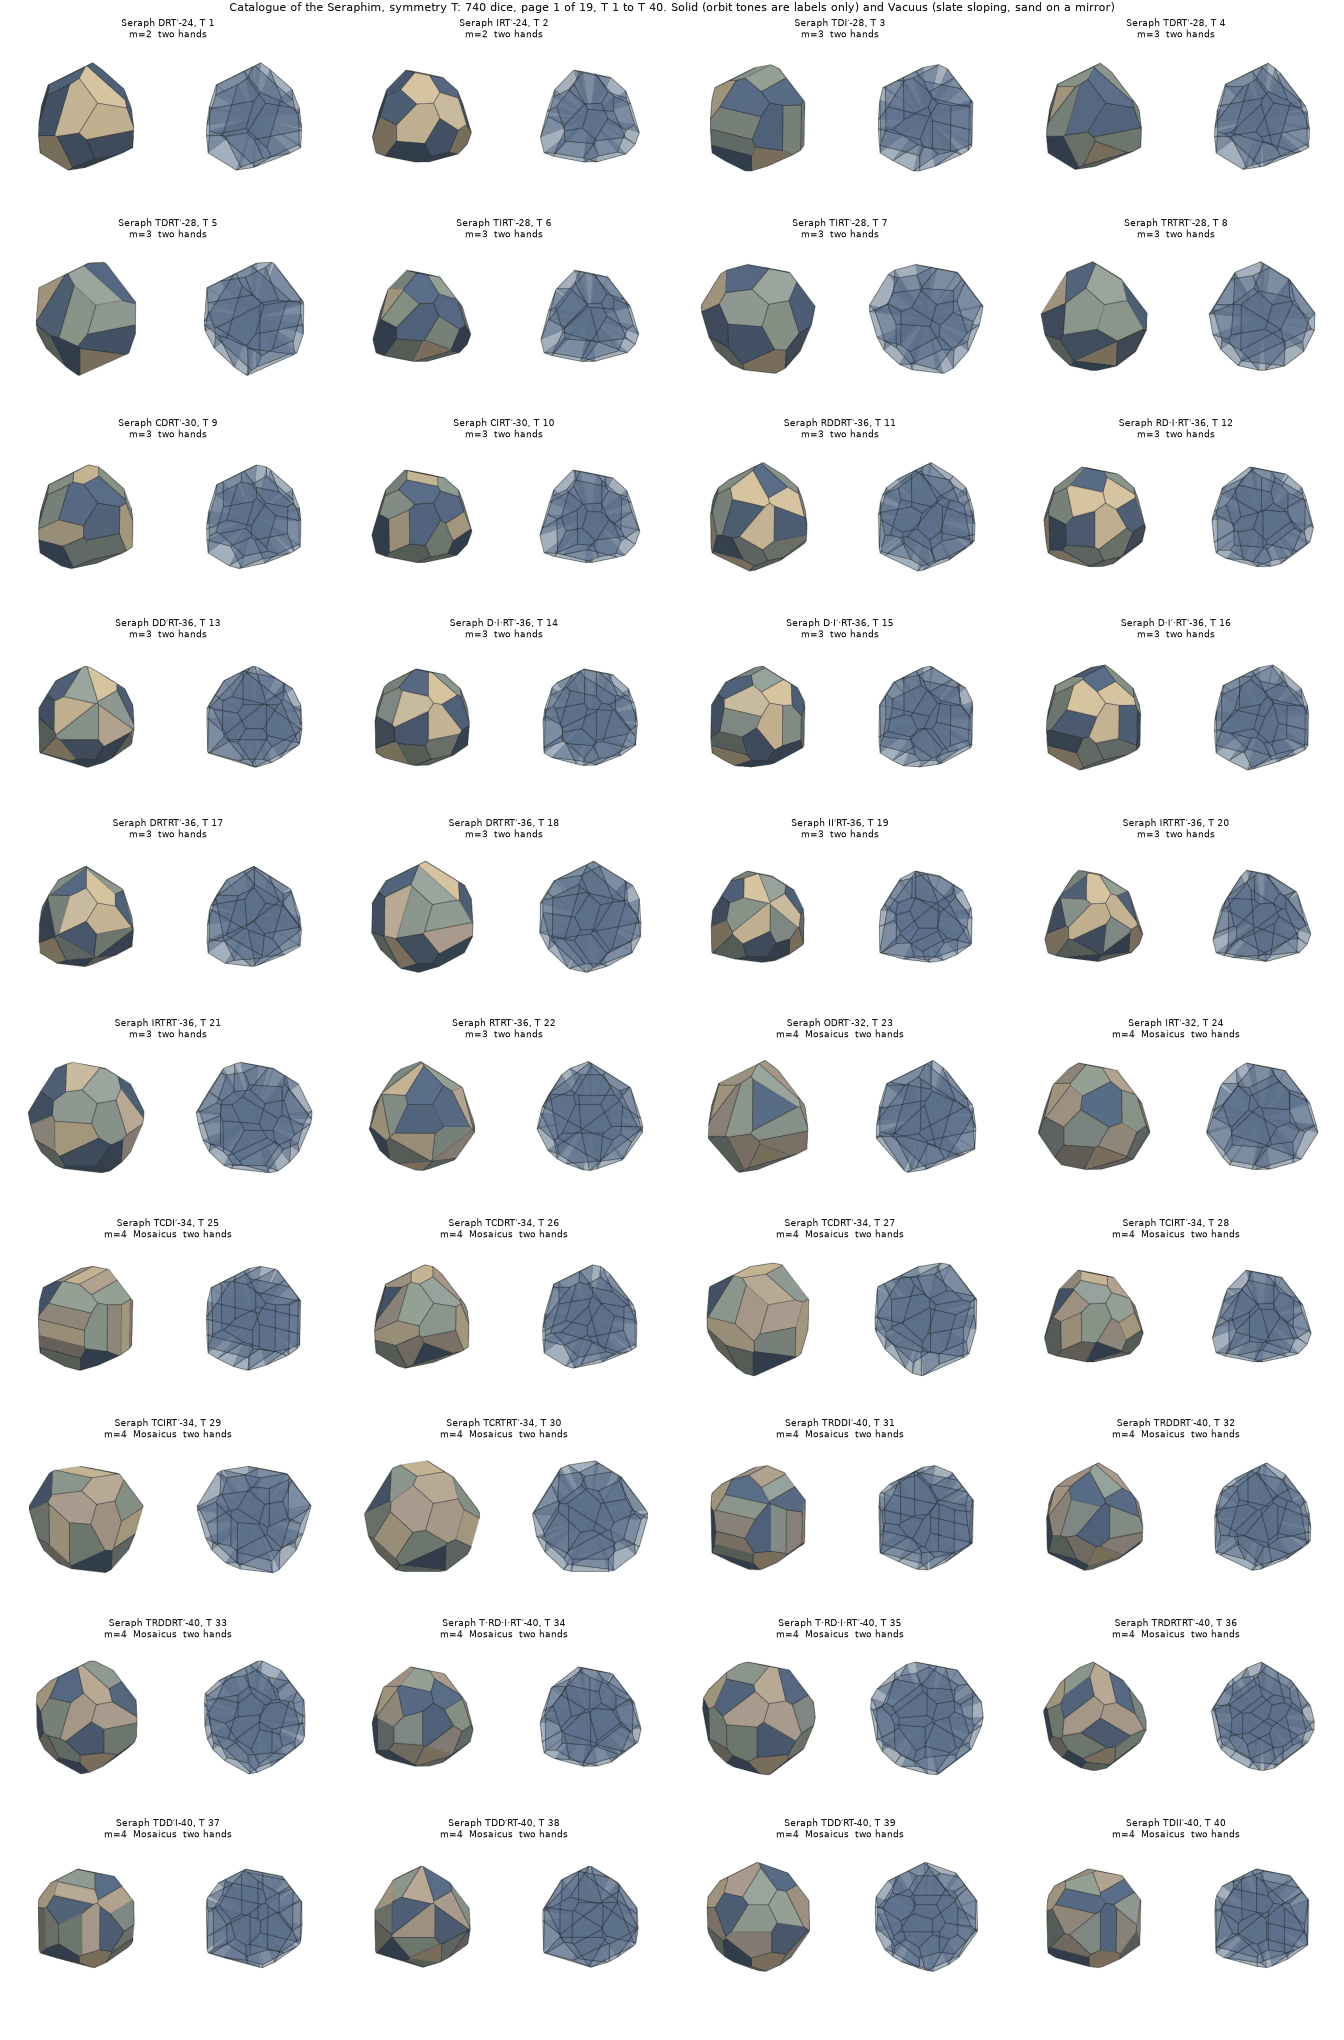 Catalogue of the Seraphim, symmetry T: 740 dice, page 1 of 19, T 1 to T 40. Solid (orbit tones are labels only) and Vacuus (slate sloping, sand on a mirror)
Seraph DRT′-24, T 1
m=2 two hands
Seraph IRT′-24, T 2
m=2 two hands
Seraph TDI′-28, T 3
m=3 two hands
Seraph TDRT′-28, T 4
m=3 two hands
Seraph TDRT′-28, T 5
m=3 two hands
Seraph TIRT′-28, T 6
m=3 two hands
Seraph TIRT′-28, T 7
m=3 two hands
Seraph TRTRT′-28, T 8
m=3 two hands
Seraph CDRT′-30, T 9
m=3 two hands
Seraph CIRT′-30, T 10
m=3 two hands
Seraph RDDRT′-36, T 11
m=3 two hands
Seraph RD·I·RT′-36, T 12
m=3 two hands
Seraph DD′RT-36, T 13
m=3 two hands
Seraph D·I·RT′-36, T 14
m=3 two hands
Seraph D·I′·RT-36, T 15
m=3 two hands
Seraph D·I′·RT′-36, T 16
m=3 two hands
Seraph DRTRT′-36, T 17
m=3 two hands
Seraph DRTRT′-36, T 18
m=3 two hands
Seraph II′RT-36, T 19
m=3 two hands
Seraph IRTRT′-36, T 20
m=3 two hands
Seraph IRTRT′-36, T 21
m=3 two hands
Seraph RTRT′-36, T 22
m=3 two hands
Seraph ODRT′-32, T 23
m=4 Mosaicus two hands
Seraph IRT′-32, T 24
m=4 Mosaicus two hands
Seraph TCDI′-34, T 25
m=4 Mosaicus two hands
Seraph TCDRT′-34, T 26
m=4 Mosaicus two hands
Seraph TCDRT′-34, T 27
m=4 Mosaicus two hands
Seraph TCIRT′-34, T 28
m=4 Mosaicus two hands
Seraph TCIRT′-34, T 29
m=4 Mosaicus two hands
Seraph TCRTRT′-34, T 30
m=4 Mosaicus two hands
Seraph TRDDI′-40, T 31
m=4 Mosaicus two hands
Seraph TRDDRT′-40, T 32
m=4 Mosaicus two hands
Seraph TRDDRT′-40, T 33
m=4 Mosaicus two hands
Seraph T·RD·I·RT′-40, T 34
m=4 Mosaicus two hands
Seraph T·RD·I·RT′-40, T 35
m=4 Mosaicus two hands
Seraph TRDRTRT′-40, T 36
m=4 Mosaicus two hands
Seraph TDD′I-40, T 37
m=4 Mosaicus two hands
Seraph TDD′RT-40, T 38
m=4 Mosaicus two hands
Seraph TDD′RT-40, T 39
m=4 Mosaicus two hands
Seraph TDII′-40, T 40
m=4 Mosaicus two hands